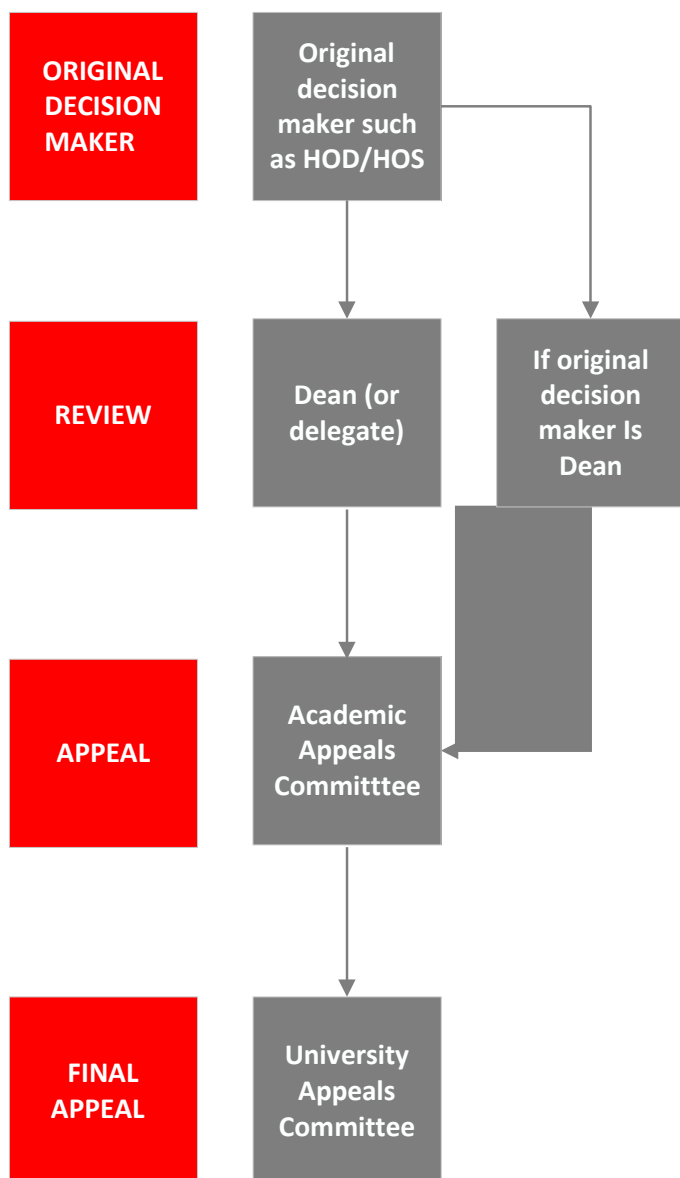 ORIGINAL
DECISION
MAKER
Original
decision
maker such
as HOD/HOS
REVIEW
Dean (or
delegate)
If original
decision
maker Is
Dean
APPEAL
Academic
Appeals
Committtee
FINAL
APPEAL
University
Appeals
Committee